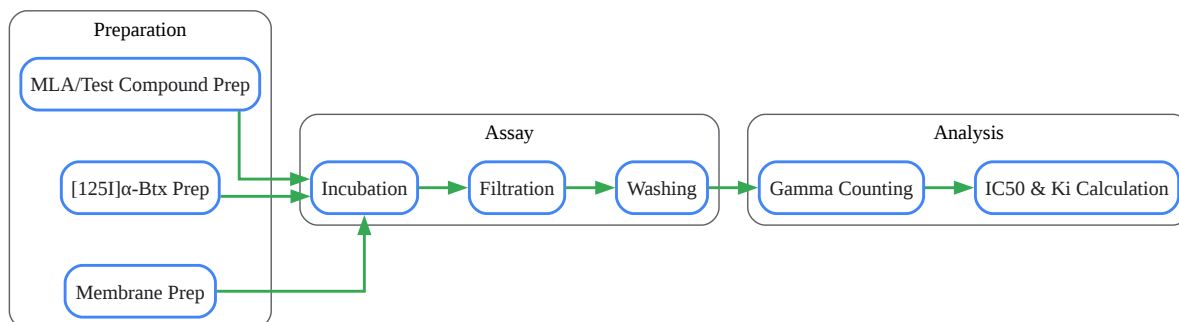 Preparation
MLA/Test Compound Prep
[125I]α-Btx Prep
Membrane Prep
Assay
Incubation
Filtration
Washing
Analysis
Gamma Counting
IC50 & Ki Calculation